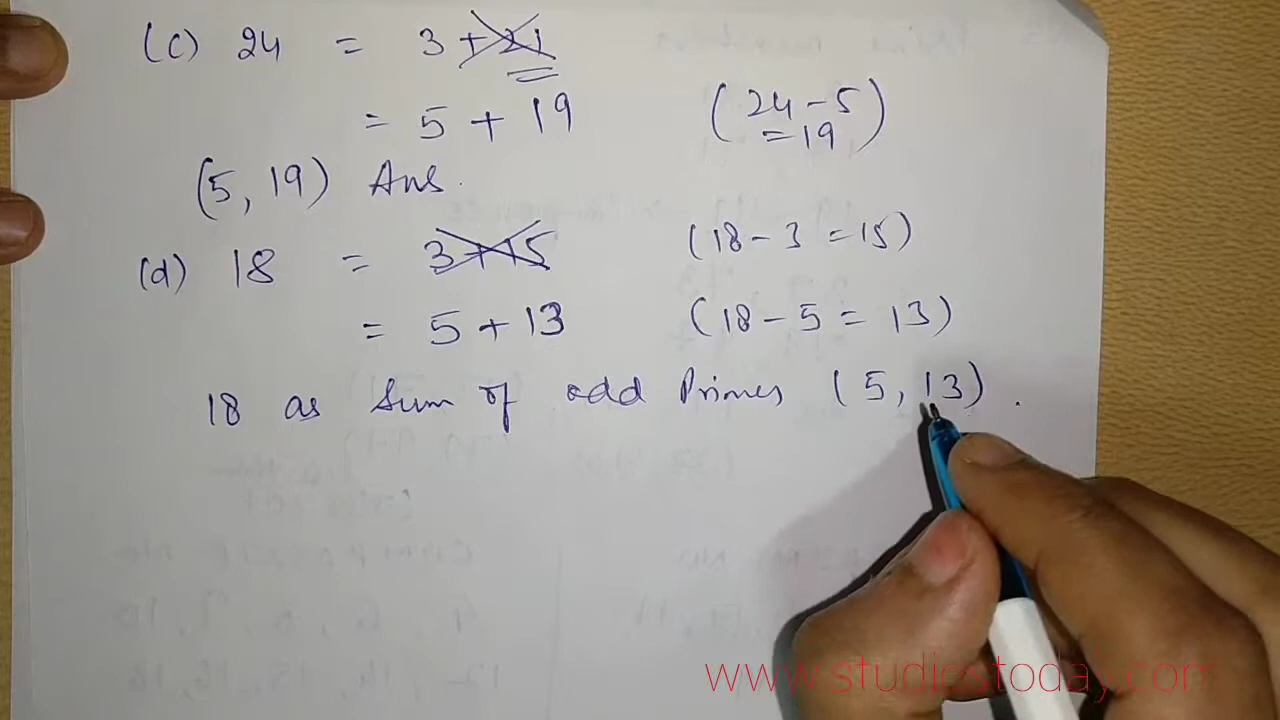 (c) 24 = 3 + 21
= 5 + 19 (24 - 5 = 19)
(5, 19) Ans.
(d) 18 = 3 + 15 (18 - 3 = 15)
= 5 + 13 (18 - 5 = 13)
18 as Sum of odd Primes (5, 13).
www.studiestoday.com